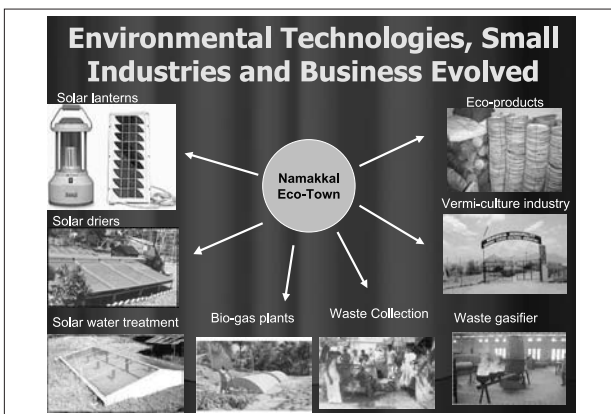 Environmental Technologies, Small
Industries and Business Evolved
Solar lanterns
Eco-products
Namakkal
Eco-Town
Vermi-culture industry
Solar driers
Solar water treatment
Bio-gas plants
Waste Collection
Waste gasifier